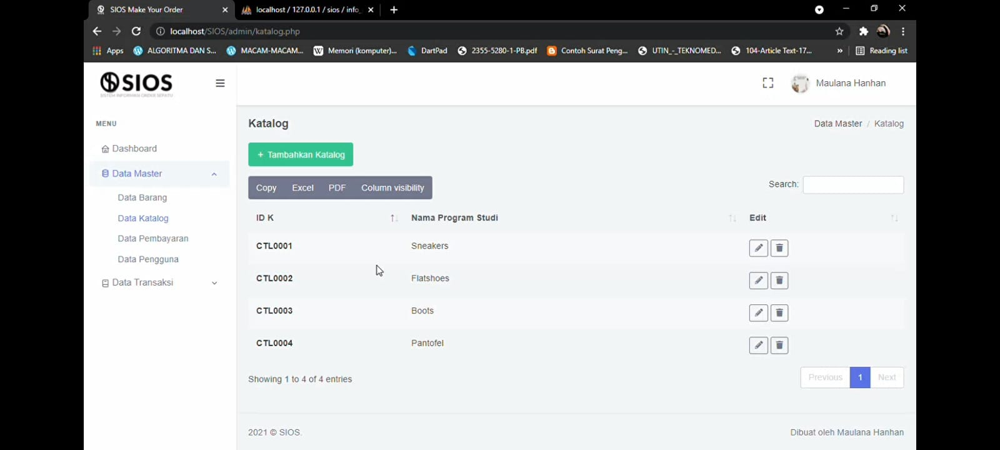 SIOS Make Your Order
localhost / 127.0.0.1 / sios / info_
localhost/SIOS/admin/katalog.php
Apps
ALGORITMA DAN S...
MACAM-MACAM...
Memori (komputer)...
DartPad
2355-5280-1-PB.pdf
Contoh Surat Peng...
UTIN_-_TEKNOMED...
104-Article Text-17...
»
Reading list
SIOS
SISTEM INFORMASI ORDER SEPATU
Maulana Hanhan
MENU
Dashboard
Data Master
Data Barang
Data Katalog
Data Pembayaran
Data Pengguna
Data Transaksi
Katalog
Data Master / Katalog
+ Tambahkan Katalog
Copy Excel PDF Column visibility
Search:
ID K Nama Program Studi Edit
CTL0001 Sneakers
CTL0002 Flatshoes
CTL0003 Boots
CTL0004 Pantofel
Showing 1 to 4 of 4 entries
Previous 1 Next
2021 © SIOS.
Dibuat oleh Maulana Hanhan